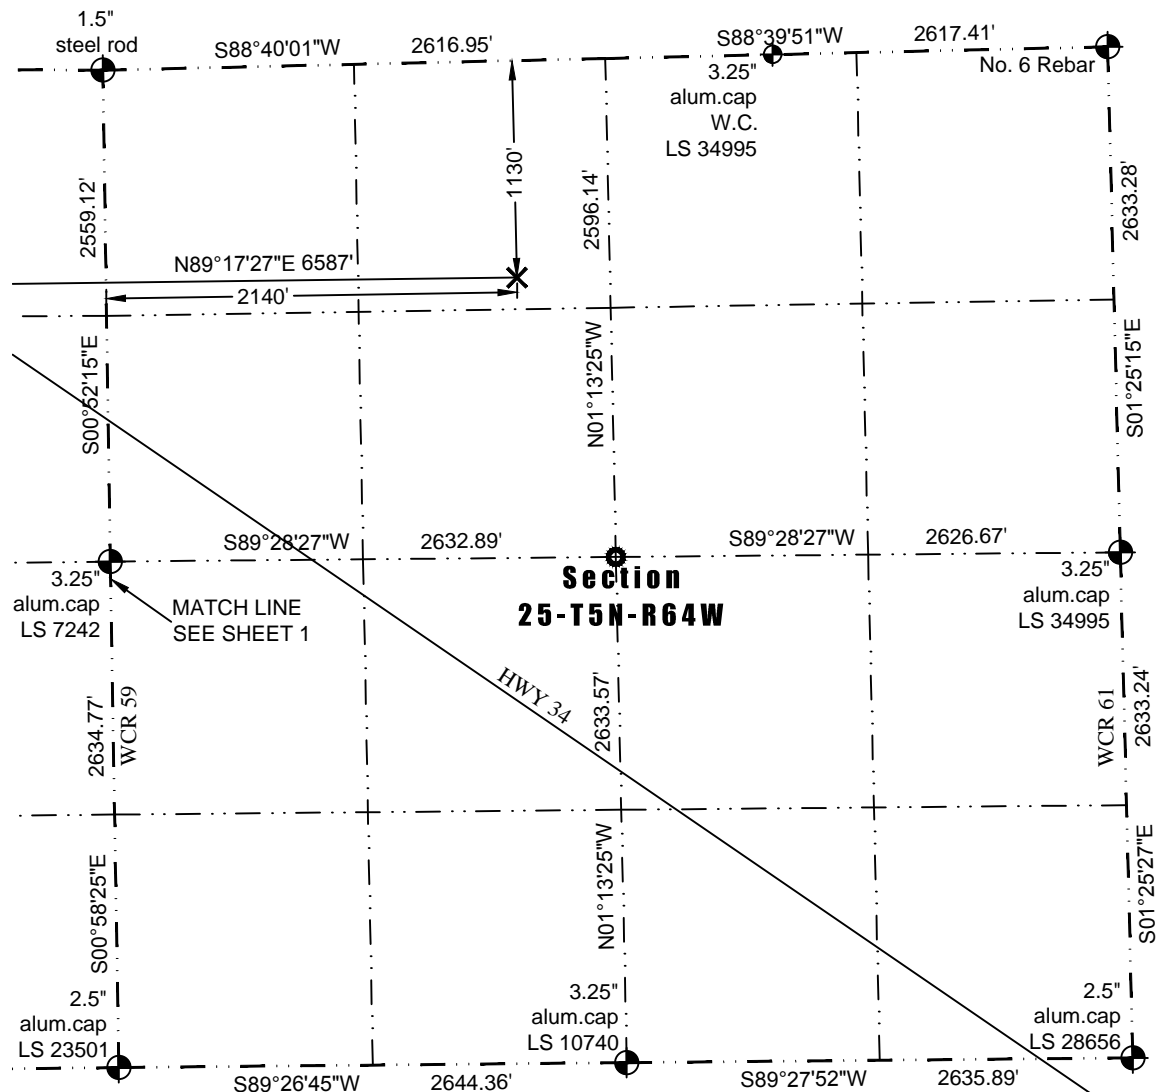 1.5"
steel rod
S88°40'01"W
2616.95'
S88°39'51"W
2617.41'
3.25"
alum.cap
W.C.
LS 34995
No. 6 Rebar
2559.12'
1130'
2596.14'
2633.28'
N89°17'27"E 6587'
2140'
S00°52'15"E
N01°13'25"W
S01°25'15"E
S89°28'27"W
2632.89'
S89°28'27"W
2626.67'
3.25"
alum.cap
LS 7242
MATCH LINE
SEE SHEET 1
Section
25-T5N-R64W
3.25"
alum.cap
LS 34995
2634.77'
WCR 59
HWY 34
2633.57'
WCR 61
2633.24'
S00°58'25"E
N01°13'25"W
S01°25'27"E
2.5"
alum.cap
LS 23501
3.25"
alum.cap
LS 10740
2.5"
alum.cap
LS 28656
S89°26'45"W
2644.36'
S89°27'52"W
2635.89'